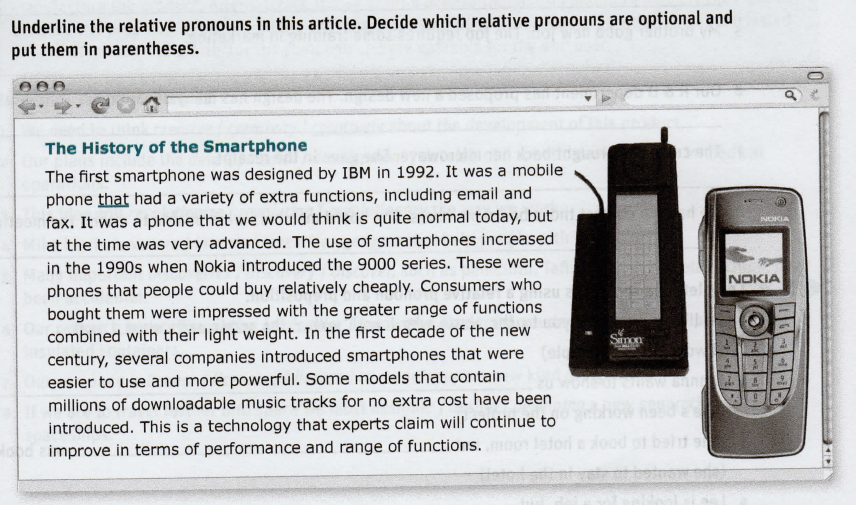 Underline the relative pronouns in this article. Decide which relative pronouns are optional and
put them in parentheses.
The History of the Smartphone
The first smartphone was designed by IBM in 1992. It was a mobile
phone that had a variety of extra functions, including email and
fax. It was a phone that we would think is quite normal today, but
at the time was very advanced. The use of smartphones increased
in the 1990s when Nokia introduced the 9000 series. These were
phones that people could buy relatively cheaply. Consumers who
bought them were impressed with the greater range of functions
combined with their light weight. In the first decade of the new
century, several companies introduced smartphones that were
easier to use and more powerful. Some models that contain
millions of downloadable music tracks for no extra cost have been
introduced. This is a technology that experts claim will continue to
improve in terms of performance and range of functions.
Simon
NOKIA
NOKIA